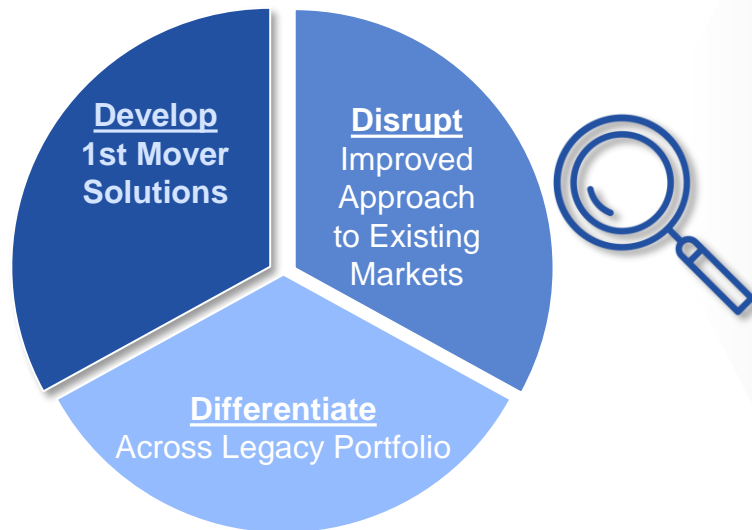 Develop
1st Mover
Solutions
Disrupt
Improved
Approach
to Existing
Markets
Differentiate
Across Legacy Portfolio